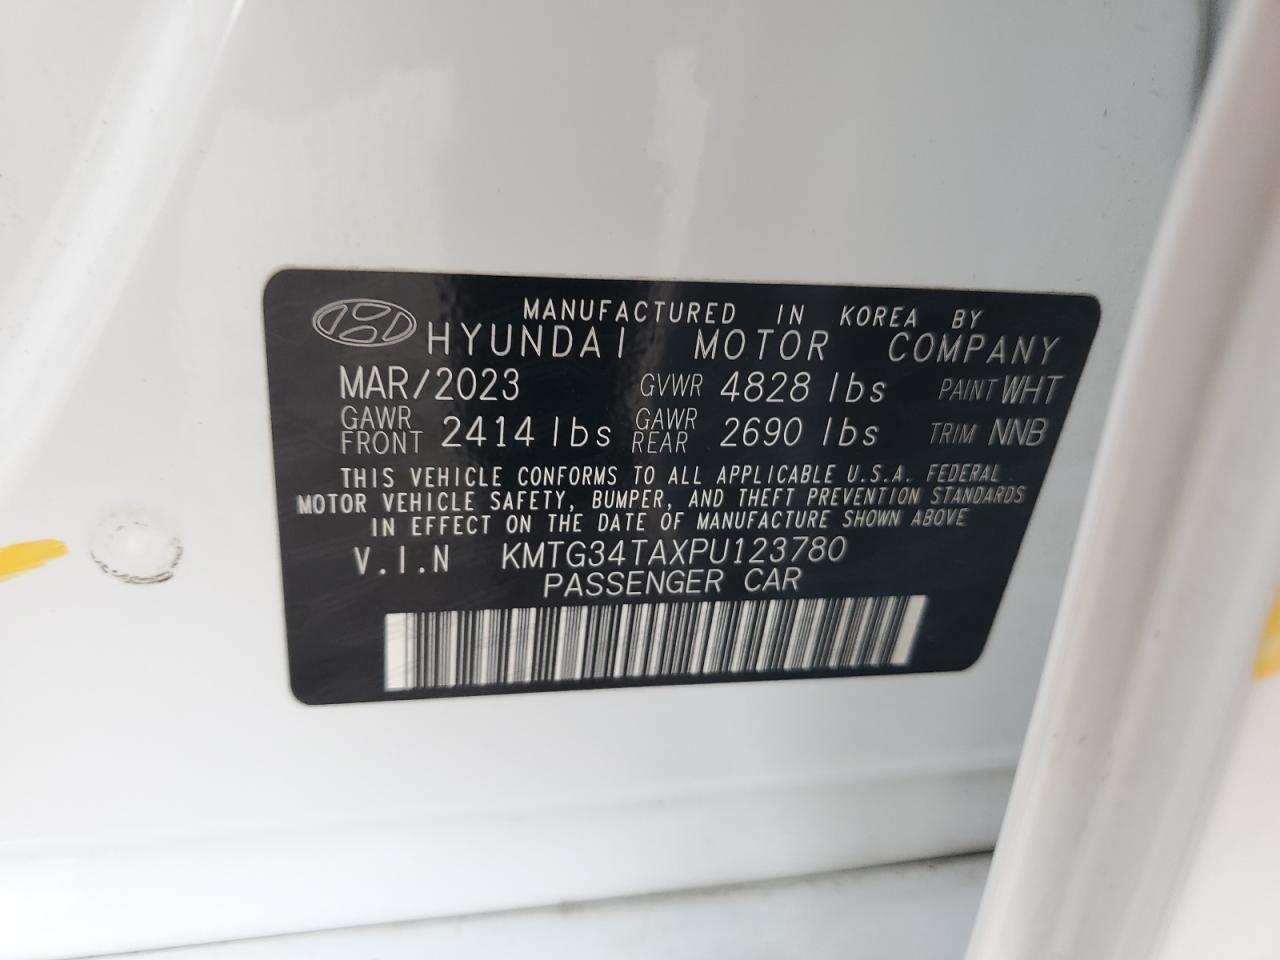 MANUFACTURED IN KOREA BY
HYUNDAI MOTOR COMPANY
MAR/2023 GVWR 4828 lbs PAINT WHT
GAWR FRONT 2414 lbs GAWR REAR 2690 lbs TRIM NNB
THIS VEHICLE CONFORMS TO ALL APPLICABLE U.S.A. FEDERAL
MOTOR VEHICLE SAFETY, BUMPER, AND THEFT PREVENTION STANDARDS
IN EFFECT ON THE DATE OF MANUFACTURE SHOWN ABOVE
V.I.N KMTG34TAXPU123780
PASSENGER CAR